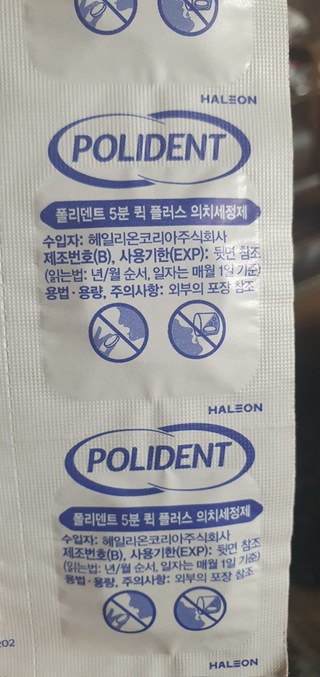 HALEON
POLIDENT
폴리덴트 5분 퀵 플러스 의치세정제
수입자: 헤일리온코리아주식회사
제조번호(B), 사용기한(EXP): 뒷면 참조
(읽는법: 년/월 순서, 일자는 매월 1일 기준)
용법·용량, 주의사항: 외부의 포장 참조
HALEON
POLIDENT
폴리덴트 5분 퀵 플러스 의치세정제
수입자: 헤일리온코리아주식회사
제조번호(B), 사용기한(EXP): 뒷면 참조
(읽는법: 년/월 순서, 일자는 매월 1일 기준)
용법·용량, 주의사항: 외부의 포장 참조
HALEON